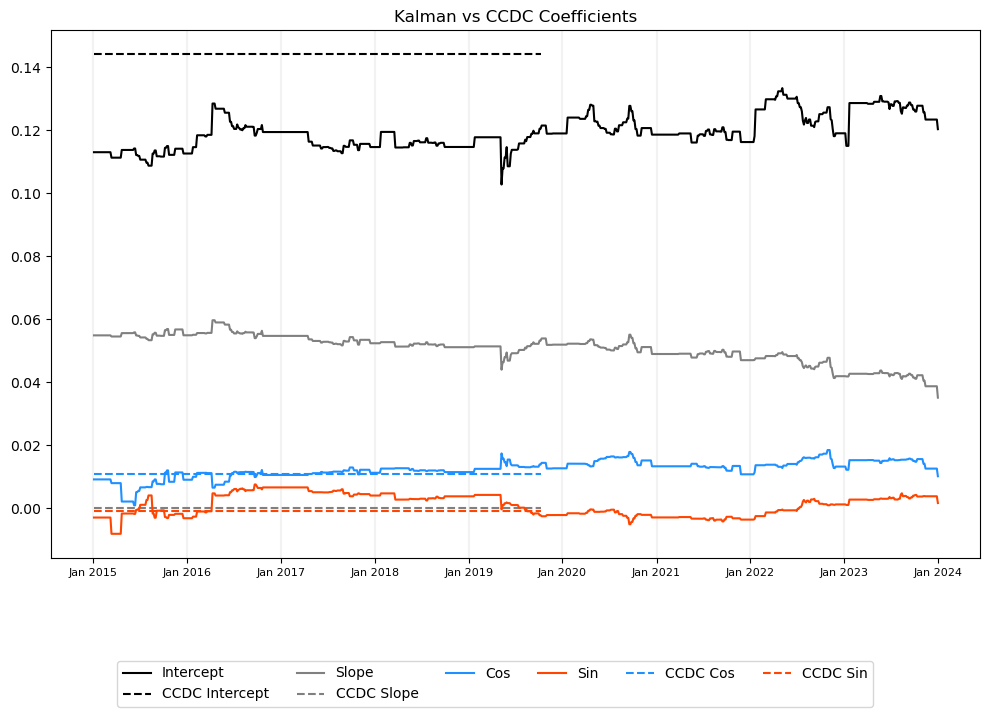 Kalman vs CCDC Coefficients
0.14
0.12
0.10
0.08
0.06
0.04
0.02
0.00
Jan 2015 Jan 2016 Jan 2017 Jan 2018 Jan 2019 Jan 2020 Jan 2021 Jan 2022 Jan 2023 Jan 2024
Intercept Slope Cos Sin CCDC Cos CCDC Sin
CCDC Intercept CCDC Slope